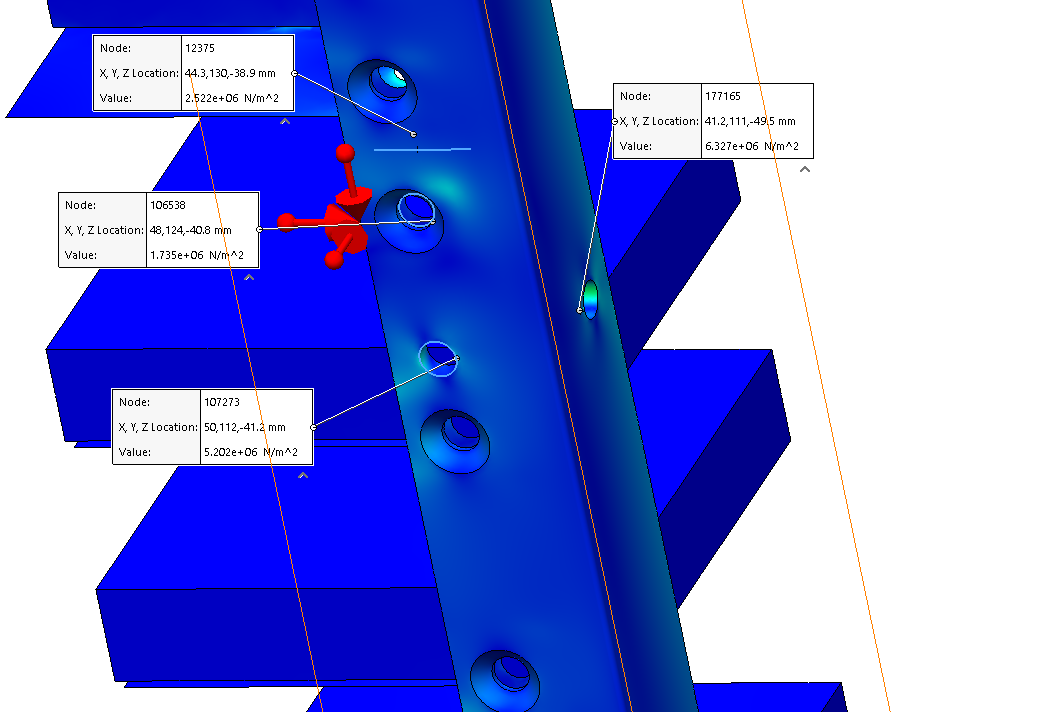 Node: 12375
X, Y, Z Location: 44.3,130,-38.9 mm
Value: 2.522e+06 N/m^2
Node: 177165
X, Y, Z Location: 41.2,111,-49.5 mm
Value: 6.327e+06 N/m^2
Node: 106538
X, Y, Z Location: 48,124,-40.8 mm
Value: 1.735e+06 N/m^2
Node: 107273
X, Y, Z Location: 50,112,-41.2 mm
Value: 5.202e+06 N/m^2